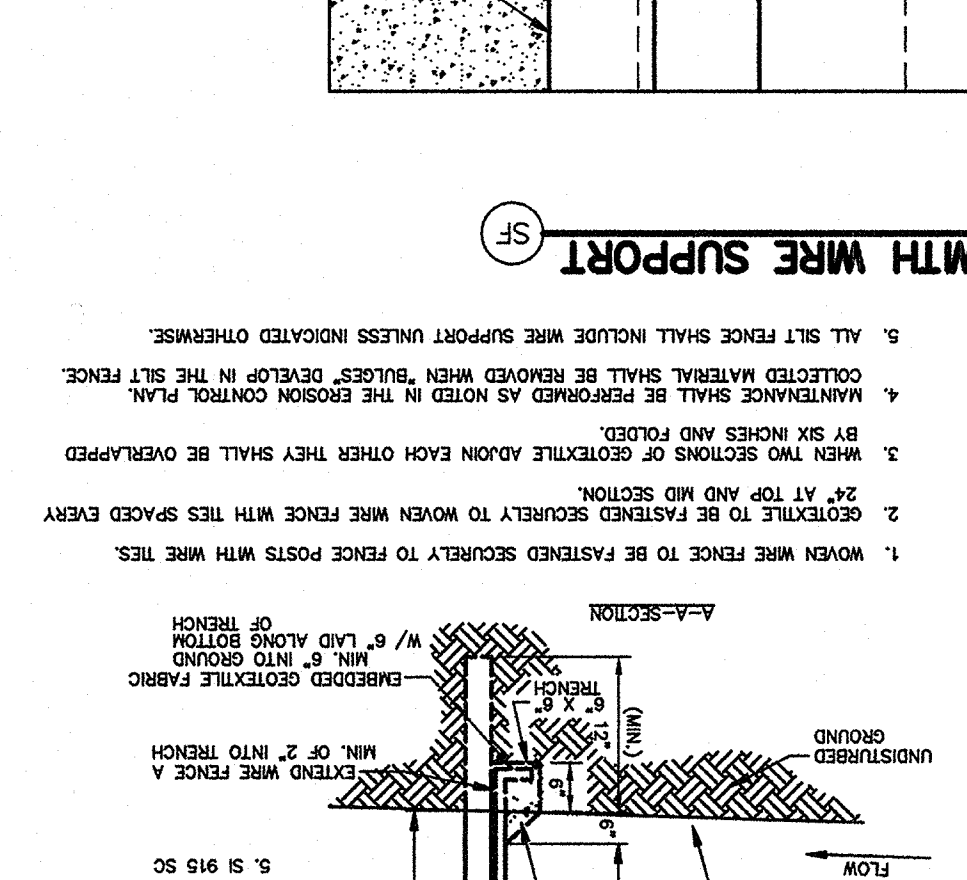 FLOW
5. SI 915 SC
6"
UNDISTURBED
GROUND
6"
EXTEND WIRE FENCE A
MIN. OF 2" INTO TRENCH
12"
(MIN.)
6" X 6"
TRENCH
EMBEDDED GEOTEXTILE FABRIC
MIN. 6" INTO GROUND
W/ 6" LAID ALONG BOTTOM
OF TRENCH
A-A-SECTION
1. WOVEN WIRE FENCE TO BE FASTENED SECURELY TO FENCE POSTS WITH WIRE TIES.
2. GEOTEXTILE TO BE FASTENED SECURELY TO WOVEN WIRE FENCE WITH TIES SPACED EVERY
24" AT TOP AND MID SECTION.
3. WHEN TWO SECTIONS OF GEOTEXTILE ADJOIN EACH OTHER THEY SHALL BE OVERLAPPED
BY SIX INCHES AND FOLDED.
4. MAINTENANCE SHALL BE PERFORMED AS NOTED IN THE EROSION CONTROL PLAN.
COLLECTED MATERIAL SHALL BE REMOVED WHEN "BULGES" DEVELOP IN THE SILT FENCE.
5. ALL SILT FENCE SHALL INCLUDE WIRE SUPPORT UNLESS INDICATED OTHERWISE.
WITH WIRE SUPPORT
SF